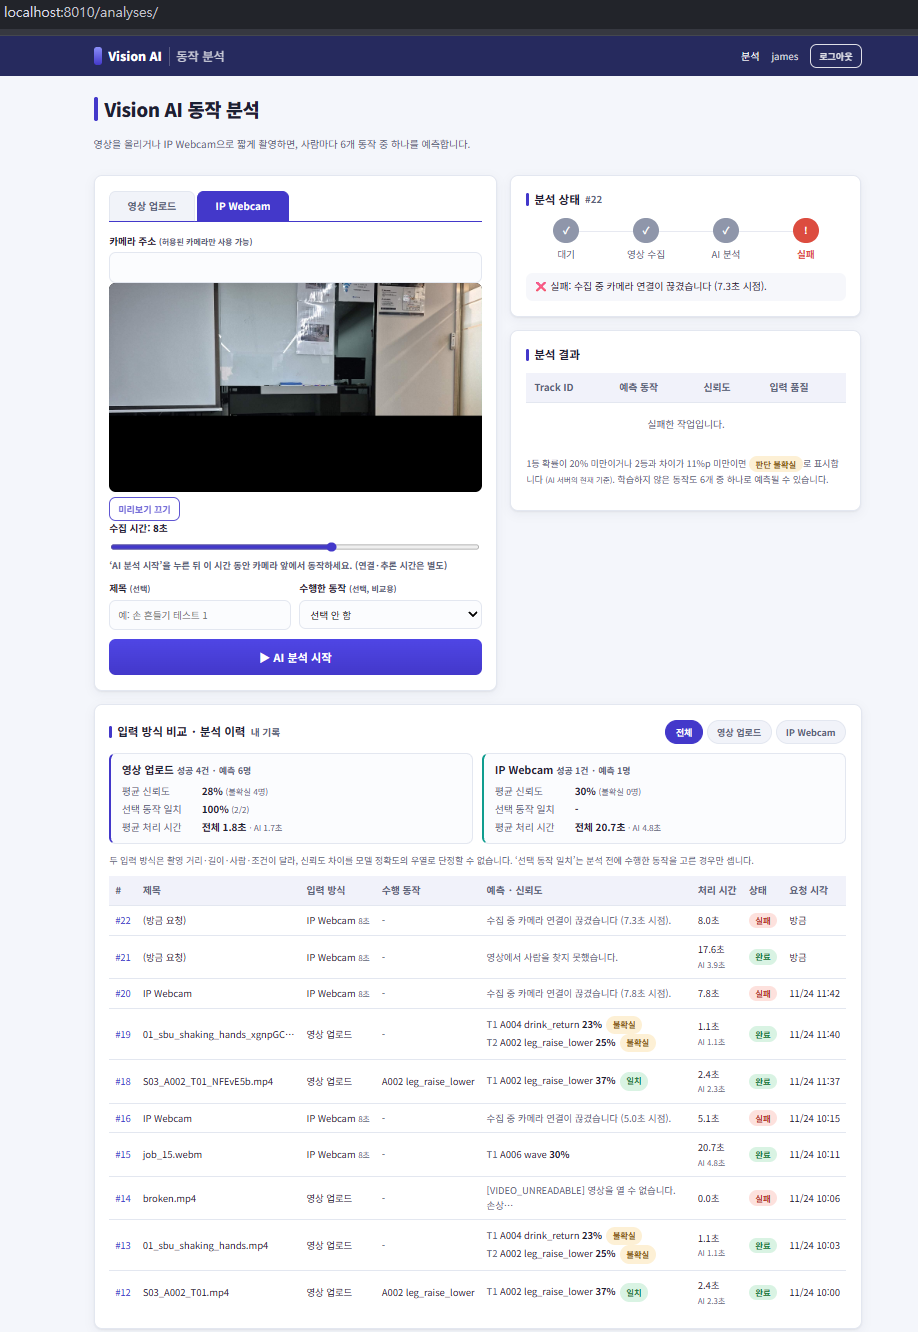 localhost:8010/analyses/
Vision AI 동작 분석
분석 james 로그아웃
Vision AI 동작 분석
영상을 올리거나 IP Webcam으로 짧게 촬영하면, 사람마다 6개 동작 중 하나를 예측합니다.
영상 업로드 IP Webcam
카메라 주소 (허용된 카메라만 사용 가능)
미리보기 끄기
수집 시간: 8초
‘AI 분석 시작’을 누른 뒤 이 시간 동안 카메라 앞에서 동작하세요. (연결·추론 시간은 별도)
제목 (선택) 수행한 동작 (선택, 비교용)
예: 손 흔들기 테스트 1 선택 안 함
▶ AI 분석 시작
분석 상태 #22
✓ ✓ ✓ !
대기 영상 수집 AI 분석 실패
❌ 실패: 수집 중 카메라 연결이 끊겼습니다 (7.3초 시점).
분석 결과
Track ID 예측 동작 신뢰도 입력 품질
실패한 작업입니다.
1등 확률이 20% 미만이거나 2등과 차이가 11%p 미만이면 판단 불확실로 표시합
니다 (AI 서버의 현재 기준). 학습하지 않은 동작도 6개 중 하나로 예측될 수 있습니다.
입력 방식 비교 · 분석 이력 내 기록
전체 영상 업로드 IP Webcam
영상 업로드 성공 4건 · 예측 6명
평균 신뢰도 28% (불확실 4명)
선택 동작 일치 100% (2/2)
평균 처리 시간 전체 1.8초 · AI 1.7초
IP Webcam 성공 1건 · 예측 1명
평균 신뢰도 30% (불확실 0명)
선택 동작 일치 -
평균 처리 시간 전체 20.7초 · AI 4.8초
두 입력 방식은 촬영 거리·길이·사람·조건이 달라, 신뢰도 차이를 모델 정확도의 우열로 단정할 수 없습니다. ‘선택 동작 일치’는 분석 전에 수행한 동작을 고른 경우만 셉니다.
# 제목 입력 방식 수행 동작 예측 · 신뢰도 처리 시간 상태 요청 시각
#22 (방금 요청) IP Webcam 8초 - 수집 중 카메라 연결이 끊겼습니다 (7.3초 시점). 8.0초 실패 방금
#21 (방금 요청) IP Webcam 8초 - 영상에서 사람을 찾지 못했습니다. 17.6초 AI 3.9초 완료 방금
#20 IP Webcam IP Webcam 8초 - 수집 중 카메라 연결이 끊겼습니다 (7.8초 시점). 7.8초 실패 11/24 11:42
#19 01_sbu_shaking_hands_xgnpGC… 영상 업로드 - T1 A004 drink_return 23% 불확실 1.1초 완료 11/24 11:40
T2 A002 leg_raise_lower 25% 불확실 AI 1.1초
#18 S03_A002_T01_NFEvE5b.mp4 영상 업로드 A002 leg_raise_lower T1 A002 leg_raise_lower 37% 일치 2.4초 AI 2.3초 완료 11/24 11:37
#16 IP Webcam IP Webcam 8초 - 수집 중 카메라 연결이 끊겼습니다 (5.0초 시점). 5.1초 실패 11/24 10:15
#15 job_15.webm IP Webcam 8초 - T1 A006 wave 30% 20.7초 AI 4.8초 완료 11/24 10:11
#14 broken.mp4 영상 업로드 - [VIDEO_UNREADABLE] 영상을 열 수 없습니다. 0.0초 실패 11/24 10:06
손상…
#13 01_sbu_shaking_hands.mp4 영상 업로드 - T1 A004 drink_return 23% 불확실 1.1초 완료 11/24 10:03
T2 A002 leg_raise_lower 25% 불확실 AI 1.1초
#12 S03_A002_T01.mp4 영상 업로드 A002 leg_raise_lower T1 A002 leg_raise_lower 37% 일치 2.4초 AI 2.3초 완료 11/24 10:00